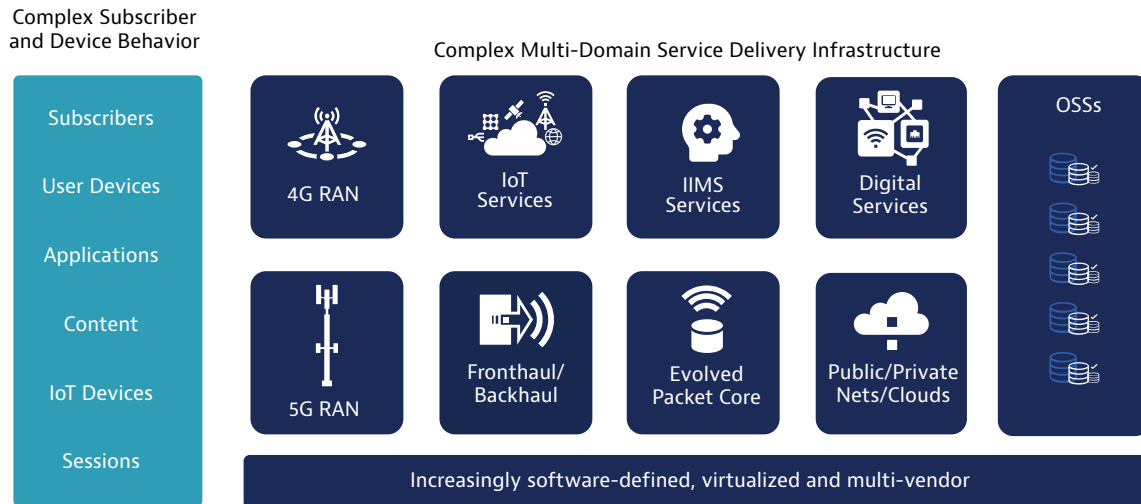 Complex Subscriber
and Device Behavior
Subscribers
User Devices
Applications
Content
IoT Devices
Sessions
Complex Multi-Domain Service Delivery Infrastructure
4G RAN
IoT
Services
IIMS
Services
Digital
Services
OSSs
5G RAN
Fronthaul/
Backhaul
Evolved
Packet Core
Public/Private
Nets/Clouds
Increasingly software-defined, virtualized and multi-vendor